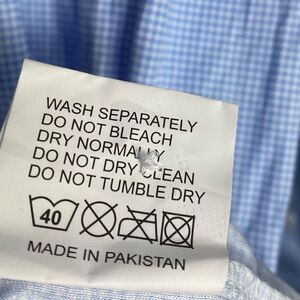 WASH SEPARATELY
DO NOT BLEACH
DRY NORMALLY
DO NOT DRY CLEAN
DO NOT TUMBLE DRY
40
MADE IN PAKISTAN